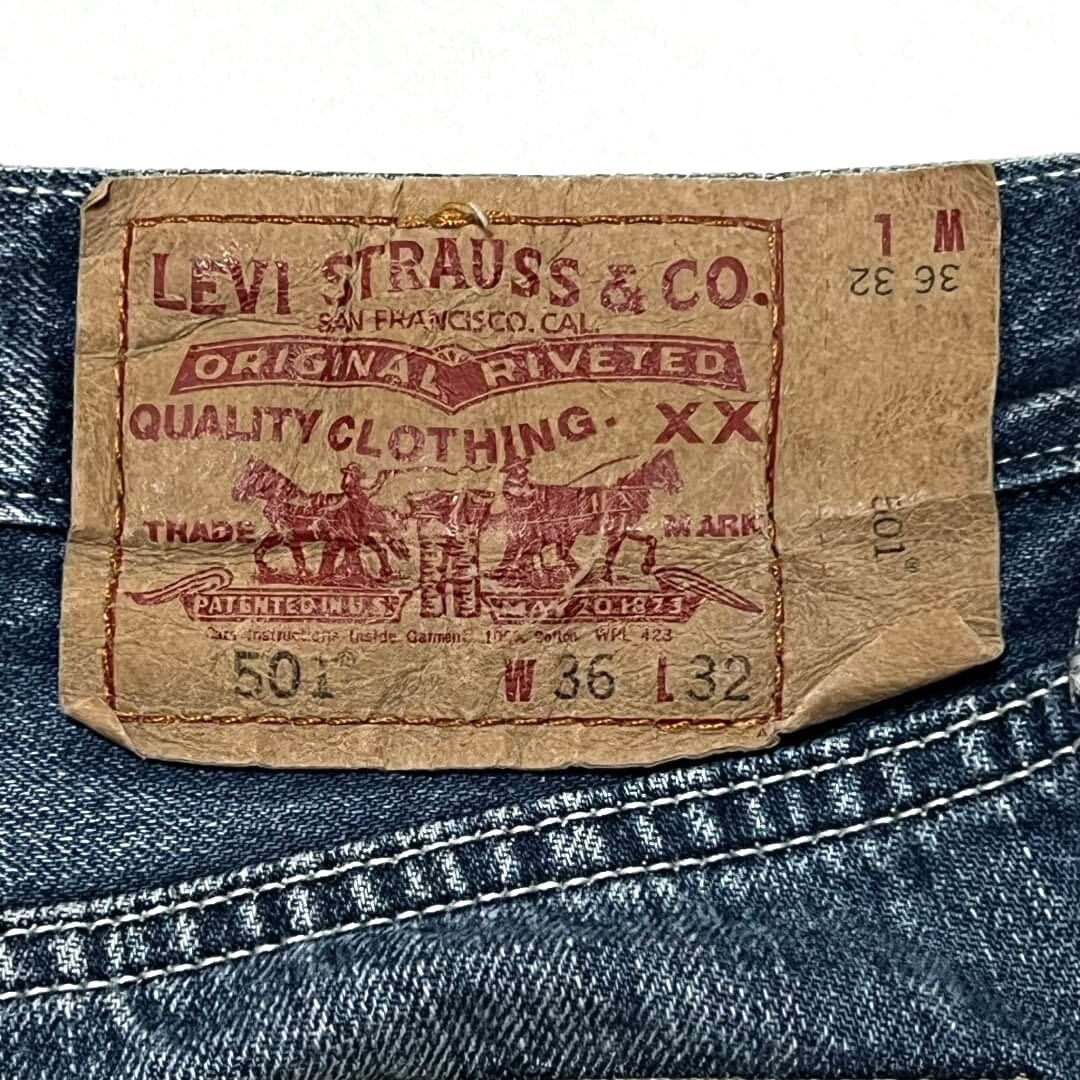 LEVI STRAUSS & CO.
SAN FRANCISCO. CAL.
ORIGINAL RIVETED
QUALITY CLOTHING. XX
TRADE MARK
PATENTED IN U.S. MAY 20 1873
Care Instructions Inside Garment 100% Cotton WPL 423
501® W 36 L 32
W L
36 32
501®